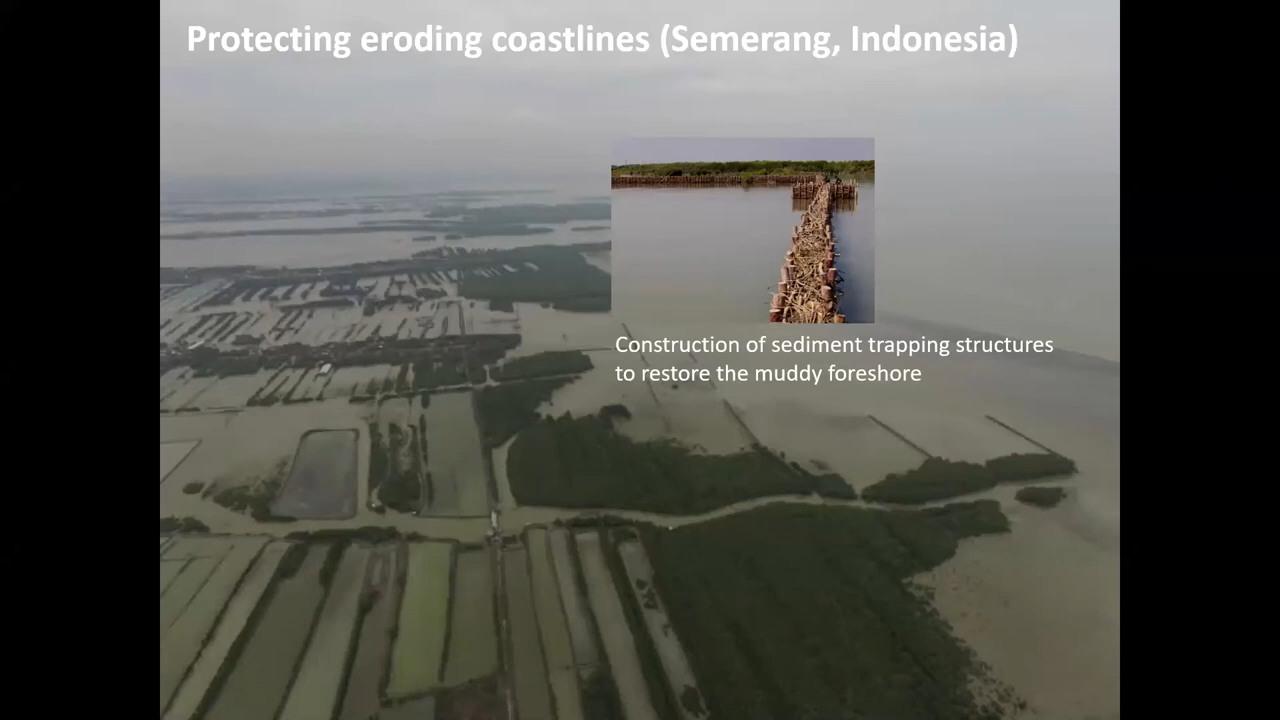 Protecting eroding coastlines (Semerang, Indonesia)
Construction of sediment trapping structures
to restore the muddy foreshore